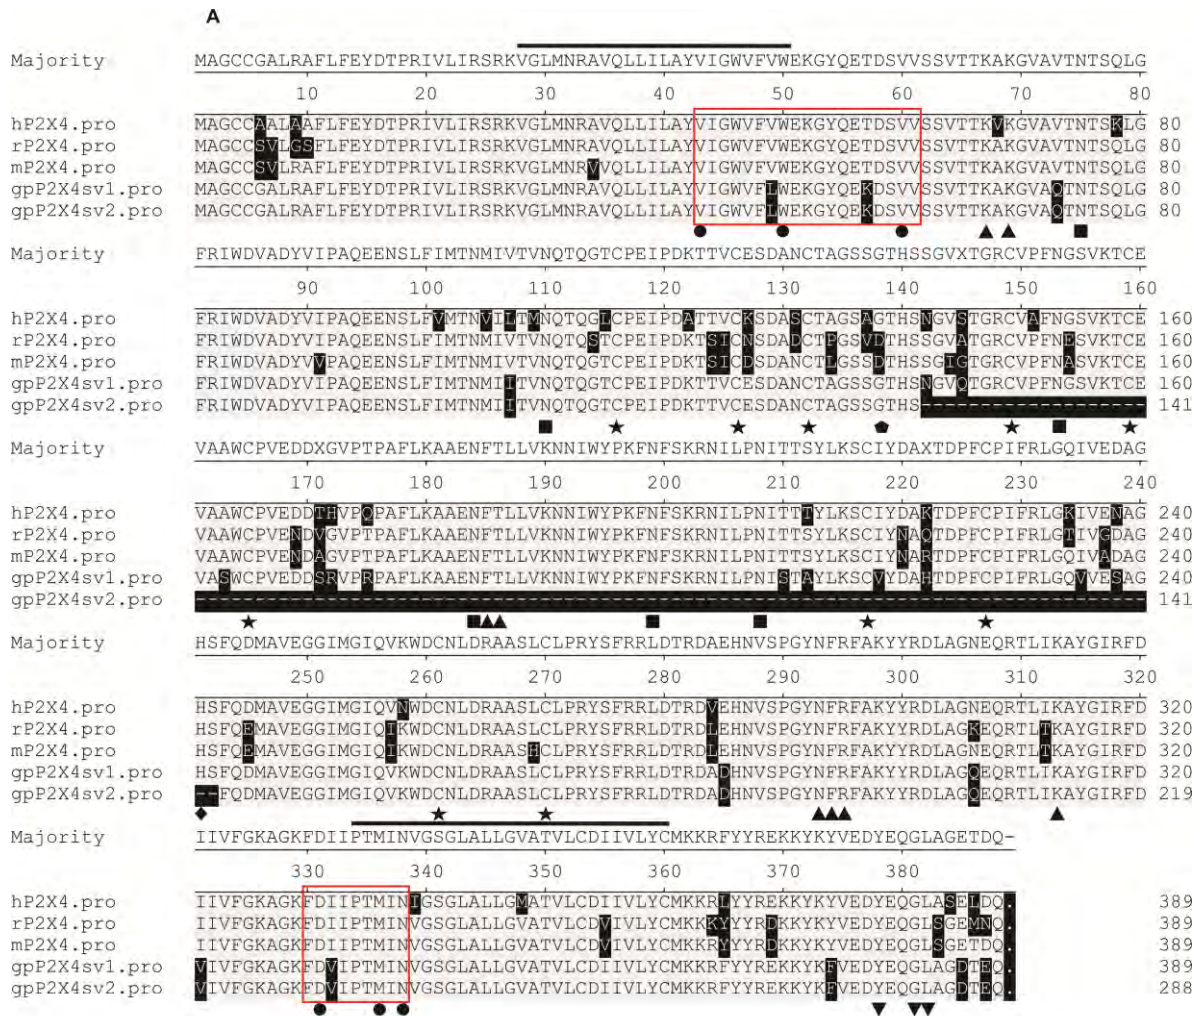 A
Majority MAGCCGALRAFLFEYDTPRIVLIRSRKVGLMNRAVQLLILAYVIGWVFVWEKGYQETDSVVSSVTTKAKGVAVTNTSQLG
10 20 30 40 50 60 70 80
hP2X4.pro MAGCCAALAAFLFEYDTPRIVLIRSRKVGLMNRAVQLLILAYVIGWVFVWEKGYQETDSVVSSVTTKVKGVAVTNTSKLG 80
rP2X4.pro MAGCCSVLGSFLFEYDTPRIVLIRSRKVGLMNRAVQLLILAYVIGWVFVWEKGYQETDSVVSSVTTKAKGVAVTNTSQLG 80
mP2X4.pro MAGCCSVLRAFLFEYDTPRIVLIRSRKVGLMNRVVQLLILAYVIGWVFVWEKGYQETDSVVSSVTTKAKGVAVTNTSQLG 80
gpP2X4sv1.pro MAGCCGALRAFLFEYDTPRIVLIRSRKVGLMNRAVQLLILAYVIGWVFLWEKGYQEKDSVVSSVTTKAKGVAQTNTSQLG 80
gpP2X4sv2.pro MAGCCGALRAFLFEYDTPRIVLIRSRKVGLMNRAVQLLILAYVIGWVFLWEKGYQEKDSVVSSVTTKAKGVAQTNTSQLG 80
Majority FRIWDVADYVIPAQEENSLFIMTNMIVTVNQTQGTCPEIPDKTTVCESDANCTAGSSGTHSSGVXTGRCVPFNGSVKTCE
90 100 110 120 130 140 150 160
hP2X4.pro FRIWDVADYVIPAQEENSLFVMTNVILTMNQTQGLCPEIPDATTVCKSDASCTAGSAGTHSNGVSTGRCVAFNGSVKTCE 160
rP2X4.pro FRIWDVADYVIPAQEENSLFIMTNMIVTVNQTQSTCPEIPDKTSICNSDADCTPGSVDTHSSGVATGRCVPFNESVKTCE 160
mP2X4.pro FRIWDVADYVVPAQEENSLFIMTNMIVTVNQTQGTCPEIPDKTSICDSDANCTLGSSDTHSSGIGTGRCVPFNASVKTCE 160
gpP2X4sv1.pro FRIWDVADYVIPAQEENSLFIMTNMIITVNQTQGTCPEIPDKTTVCESDANCTAGSSGTHSNGVQTGRCVPFNGSVKTCE 160
gpP2X4sv2.pro FRIWDVADYVIPAQEENSLFIMTNMIITVNQTQGTCPEIPDKTTVCESDANCTAGSSGTHS------------------- 141
Majority VAAWCPVEDDXGVPTPAFLKAAENFTLLVKNNIWYPKFNFSKRNILPNITTSYLKSCIYDAXTDPFCPIFRLGQIVEDAG
170 180 190 200 210 220 230 240
hP2X4.pro VAAWCPVEDDTHVPQPAFLKAAENFTLLVKNNIWYPKFNFSKRNILPNITTTYLKSCIYDAKTDPFCPIFRLGKIVENAG 240
rP2X4.pro VAAWCPVENDVGVPTPAFLKAAENFTLLVKNNIWYPKFNFSKRNILPNITTSYLKSCIYNAQTDPFCPIFRLGTIVGDAG 240
mP2X4.pro VAAWCPVENDAGVPTPAFLKAAENFTLLVKNNIWYPKFNFSKRNILPNITTSYLKSCIYNARTDPFCPIFRLGQIVADAG 240
gpP2X4sv1.pro VASWCPVEDDSRVPRPAFLKAAENFTLLVKNNIWYPKFNFSKRNILPNISTAYLKSCVYDAHTDPFCPIFRLGQVVESAG 240
gpP2X4sv2.pro -------------------------------------------------------------------------------- 141
Majority HSFQDMAVEGGIMGIQVKWDCNLDRAASLCLPRYSFRRLDTRDAEHNVSPGYNFRFAKYYRDLAGNEQRTLIKAYGIRFD
250 260 270 280 290 300 310 320
hP2X4.pro HSFQDMAVEGGIMGIQVNWDCNLDRAASLCLPRYSFRRLDTRDVEHNVSPGYNFRFAKYYRDLAGNEQRTLIKAYGIRFD 320
rP2X4.pro HSFQEMAVEGGIMGIQIKWDCNLDRAASLCLPRYSFRRLDTRDLEHNVSPGYNFRFAKYYRDLAGKEQRTLTKAYGIRFD 320
mP2X4.pro HSFQEMAVEGGIMGIQIKWDCNLDRAASHCLPRYSFRRLDTRDLEHNVSPGYNFRFAKYYRDLAGNEQRTLTKAYGIRFD 320
gpP2X4sv1.pro HSFQDMAVEGGIMGIQVKWDCNLDRAASLCLPRYSFRRLDTRDADHNVSPGYNFRFAKYYRDLAGQEQRTLIKAYGIRFD 320
gpP2X4sv2.pro --FQDMAVEGGIMGIQVKWDCNLDRAASLCLPRYSFRRLDTRDADHNVSPGYNFRFAKYYRDLAGQEQRTLIKAYGIRFD 219
Majority IIVFGKAGKFDIIPTMINVGSGLALLGVATVLCDIIVLYCMKKRFYYREKKYKYVEDYEQGLAGETDQ-
330 340 350 360 370 380
hP2X4.pro IIVFGKAGKFDIIPTMINIGSGLALLGMATVLCDIIVLYCMKKRLYYREKKYKYVEDYEQGLASELDQ. 389
rP2X4.pro IIVFGKAGKFDIIPTMINVGSGLALLGVATVLCDVIVLYCMKKKYYYRDKKYKYVEDYEQGLSGEMNQ. 389
mP2X4.pro IIVFGKAGKFDIIPTMINVGSGLALLGVATVLCDVIVLYCMKKRYYYRDKKYKYVEDYEQGLSGETDQ. 389
gpP2X4sv1.pro VIVFGKAGKFDVIPTMINVGSGLALLGVATVLCDIIVLYCMKKRFYYREKKYKFVEDYEQGLAGDTEQ. 389
gpP2X4sv2.pro VIVFGKAGKFDVIPTMINVGSGLALLGVATVLCDIIVLYCMKKRFYYREKKYKFVEDYEQGLAGDTEQ. 288